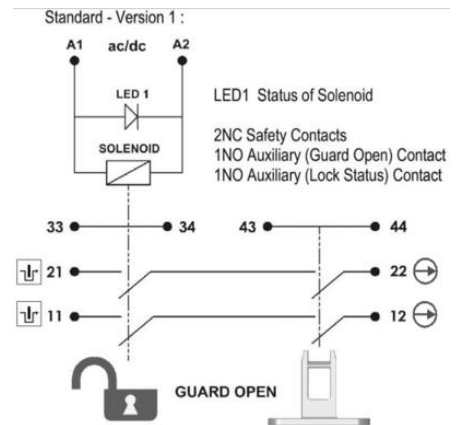 Standard - Version 1 :
A1 ac/dc A2
LED 1
LED1 Status of Solenoid
SOLENOID
2NC Safety Contacts
1NO Auxiliary (Guard Open) Contact
1NO Auxiliary (Lock Status) Contact
33 34 43 44
21 22
11 12
GUARD OPEN